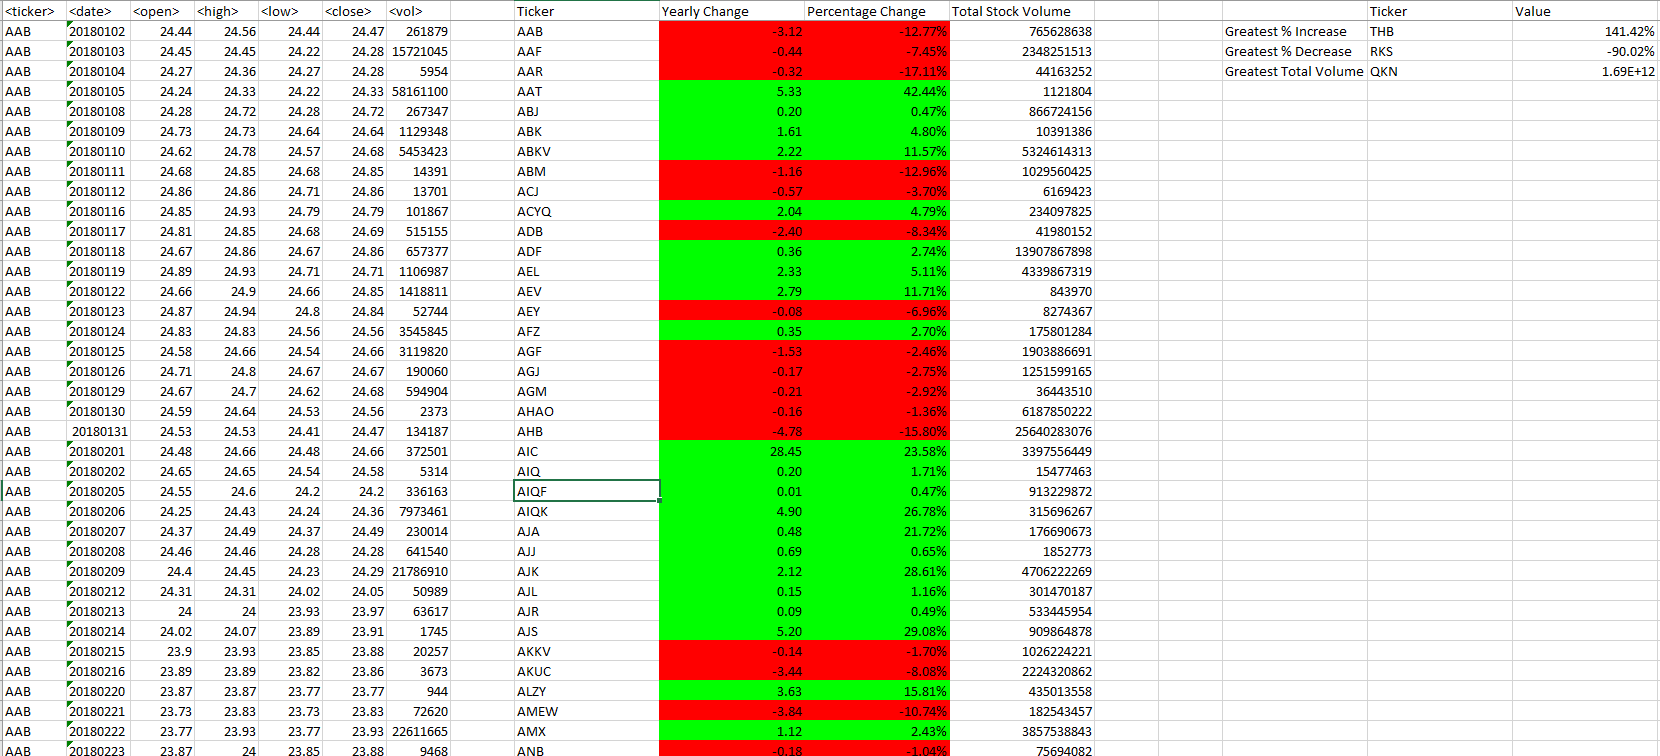 <ticker> <date> <open> <high> <low> <close> <vol> Ticker Yearly Change Percentage Change Total Stock Volume Ticker Value
AAB 20180102 24.44 24.56 24.44 24.47 261879 AAB -3.12 -12.77% 765628638 Greatest % Increase THB 141.42%
AAB 20180103 24.45 24.45 24.22 24.28 15721045 AAF -0.44 -7.45% 2348251513 Greatest % Decrease RKS -90.02%
AAB 20180104 24.27 24.36 24.27 24.28 5954 AAR -0.32 -17.11% 44163252 Greatest Total Volume QKN 1.69E+12
AAB 20180105 24.24 24.33 24.22 24.33 58161100 AAT 5.33 42.44% 1121804
AAB 20180108 24.28 24.72 24.28 24.72 267347 ABJ 0.20 0.47% 866724156
AAB 20180109 24.73 24.73 24.64 24.64 1129348 ABK 1.61 4.80% 10391386
AAB 20180110 24.62 24.78 24.57 24.68 5453423 ABKV 2.22 11.57% 5324614313
AAB 20180111 24.68 24.85 24.68 24.85 14391 ABM -1.16 -12.96% 1029560425
AAB 20180112 24.86 24.86 24.71 24.86 13701 ACJ -0.57 -3.70% 6169423
AAB 20180116 24.85 24.93 24.79 24.79 101867 ACYQ 2.04 4.79% 234097825
AAB 20180117 24.81 24.85 24.68 24.69 515155 ADB -2.40 -8.34% 41980152
AAB 20180118 24.67 24.86 24.67 24.86 657377 ADF 0.36 2.74% 13907867898
AAB 20180119 24.89 24.93 24.71 24.71 1106987 AEL 2.33 5.11% 4339867319
AAB 20180122 24.66 24.9 24.66 24.85 1418811 AEV 2.79 11.71% 843970
AAB 20180123 24.87 24.94 24.8 24.84 52744 AEY -0.08 -6.96% 8274367
AAB 20180124 24.83 24.83 24.56 24.56 3545845 AFZ 0.35 2.70% 175801284
AAB 20180125 24.58 24.66 24.54 24.66 3119820 AGF -1.53 -2.46% 1903886691
AAB 20180126 24.71 24.8 24.67 24.67 190060 AGJ -0.17 -2.75% 1251599165
AAB 20180129 24.67 24.7 24.62 24.68 594904 AGM -0.21 -2.92% 36443510
AAB 20180130 24.59 24.64 24.53 24.56 2373 AHAO -0.16 -1.36% 6187850222
AAB 20180131 24.53 24.53 24.41 24.47 134187 AHB -4.78 -15.80% 25640283076
AAB 20180201 24.48 24.66 24.48 24.66 372501 AIC 28.45 23.58% 3397556449
AAB 20180202 24.65 24.65 24.54 24.58 5314 AIQ 0.20 1.71% 15477463
AAB 20180205 24.55 24.6 24.2 24.2 336163 AIQF 0.01 0.47% 913229872
AAB 20180206 24.25 24.43 24.24 24.36 7973461 AIQK 4.90 26.78% 315696267
AAB 20180207 24.37 24.49 24.37 24.49 230014 AJA 0.48 21.72% 176690673
AAB 20180208 24.46 24.46 24.28 24.28 641540 AJJ 0.69 0.65% 1852773
AAB 20180209 24.4 24.45 24.23 24.29 21786910 AJK 2.12 28.61% 4706222269
AAB 20180212 24.31 24.31 24.02 24.05 50989 AJL 0.15 1.16% 301470187
AAB 20180213 24 24 23.93 23.97 63617 AJR 0.09 0.49% 533445954
AAB 20180214 24.02 24.07 23.89 23.91 1745 AJS 5.20 29.08% 909864878
AAB 20180215 23.9 23.93 23.85 23.88 20257 AKKV -0.14 -1.70% 1026224221
AAB 20180216 23.89 23.89 23.82 23.86 3673 AKUC -3.44 -8.08% 2224320862
AAB 20180220 23.87 23.87 23.77 23.77 944 ALZY 3.63 15.81% 435013558
AAB 20180221 23.73 23.83 23.73 23.83 72620 AMEW -3.84 -10.74% 182543457
AAB 20180222 23.77 23.93 23.77 23.93 22611665 AMX 1.12 2.43% 3857538843
AAB 20180223 23.87 24 23.85 23.88 9468 ANB -0.18 -1.04% 75694082